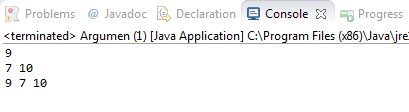 Problems @ Javadoc Declaration Console Progress
<terminated> Argumen (1) [Java Application] C:\Program Files (x86)\Java\jre
9
7 10
9 7 10